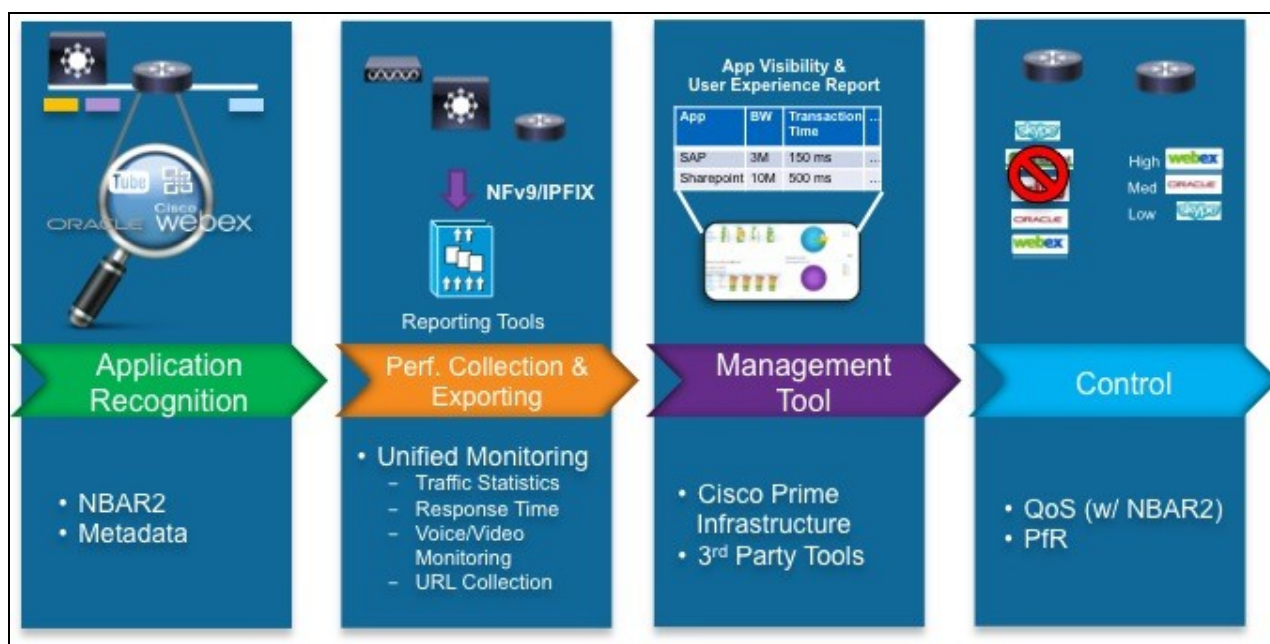 Tube
ORACLE
Cisco
webex
Application
Recognition
• NBAR2
• Metadata
NFv9/IPFIX
Reporting Tools
Perf. Collection &
Exporting
• Unified Monitoring
– Traffic Statistics
– Response Time
– Voice/Video
Monitoring
– URL Collection
App Visibility &
User Experience Report
App BW Transaction
Time ...
SAP 3M 150 ms ...
Sharepoint 10M 500 ms ...
Management
Tool
• Cisco Prime
Infrastructure
• 3rd Party Tools
skype
ORACLE
webex
High webex
Med ORACLE
Low skype
Control
• QoS (w/ NBAR2)
• PfR